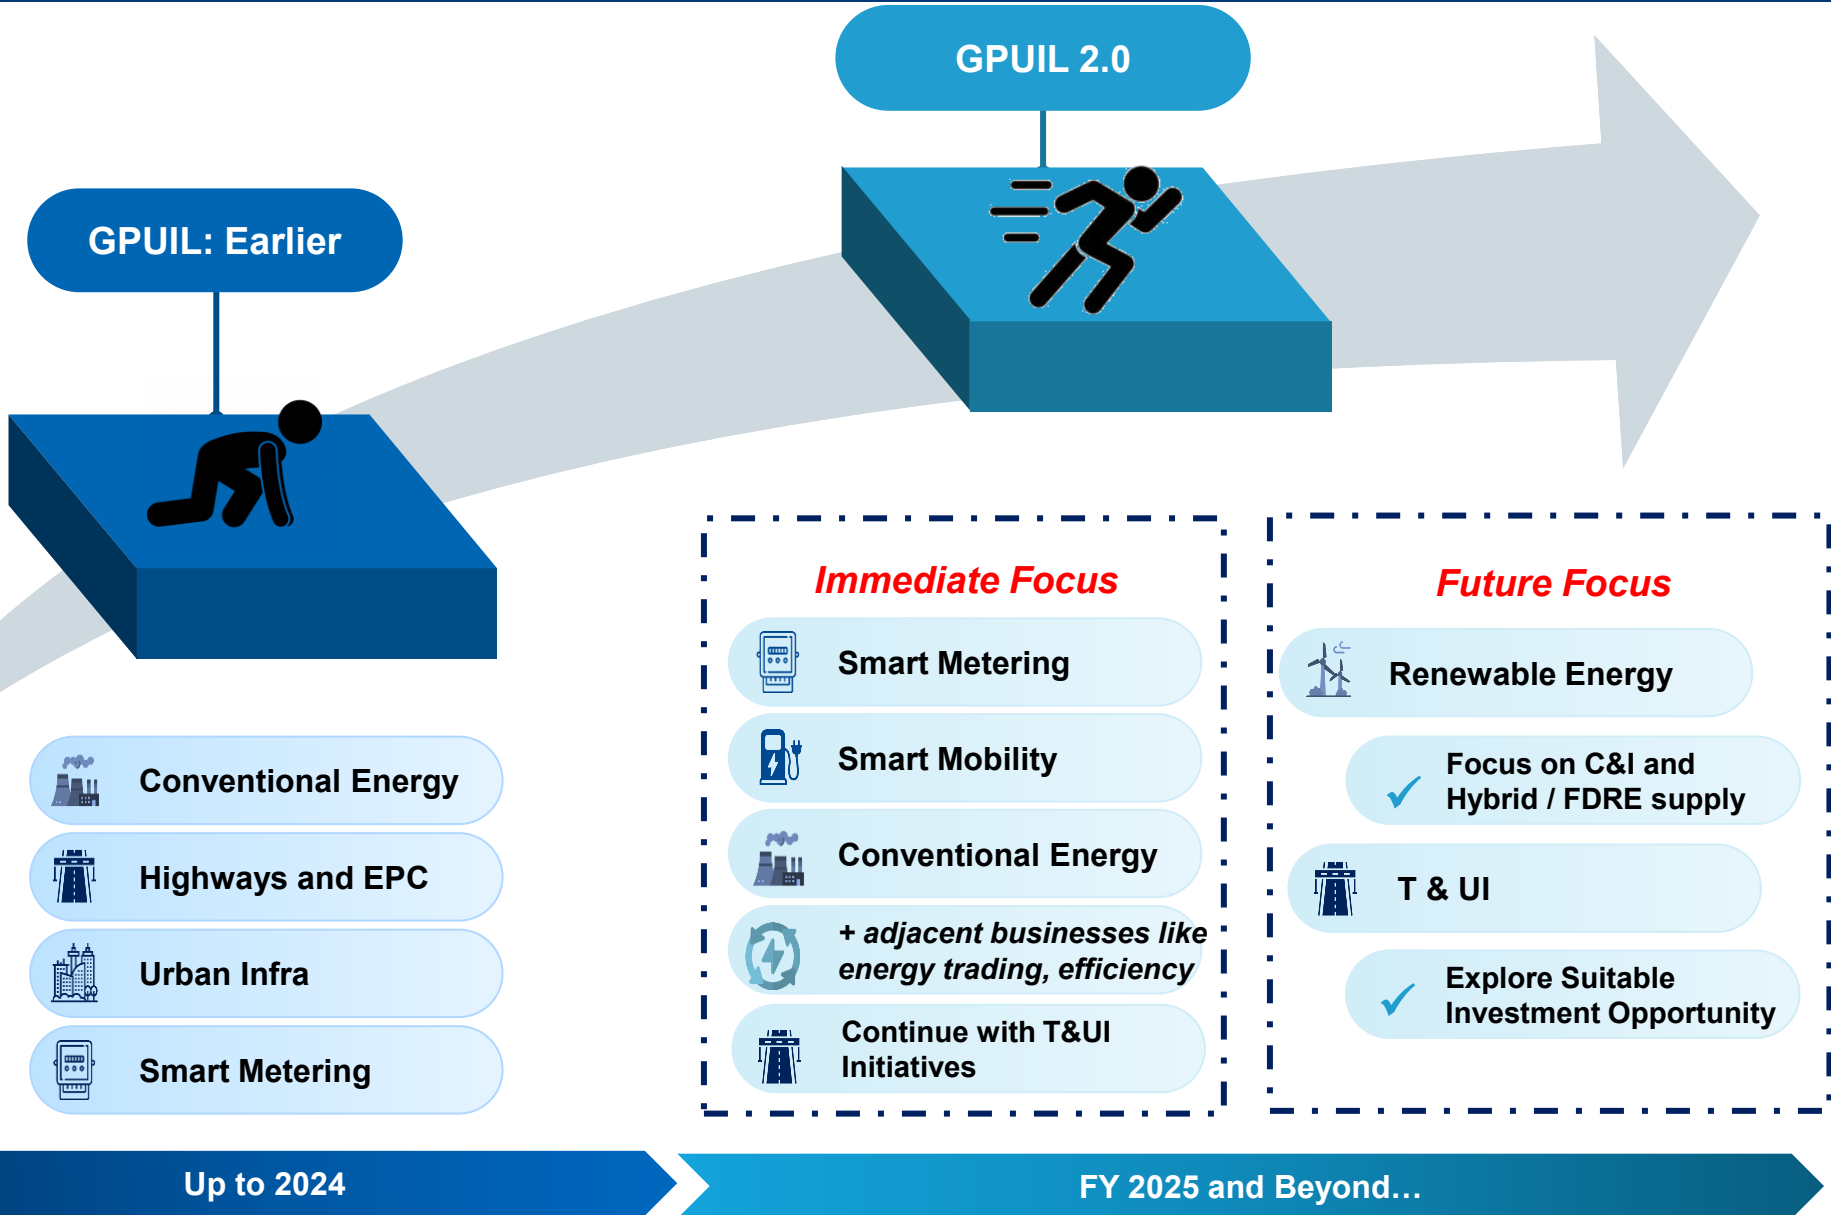 GPUIL 2.0
GPUIL: Earlier
Conventional Energy
Highways and EPC
Urban Infra
Smart Metering
Immediate Focus
Smart Metering
Smart Mobility
Conventional Energy
+ adjacent businesses like
energy trading, efficiency
Continue with T&UI
Initiatives
Future Focus
Renewable Energy
Focus on C&I and
Hybrid / FDRE supply
T & UI
Explore Suitable
Investment Opportunity
Up to 2024
FY 2025 and Beyond...